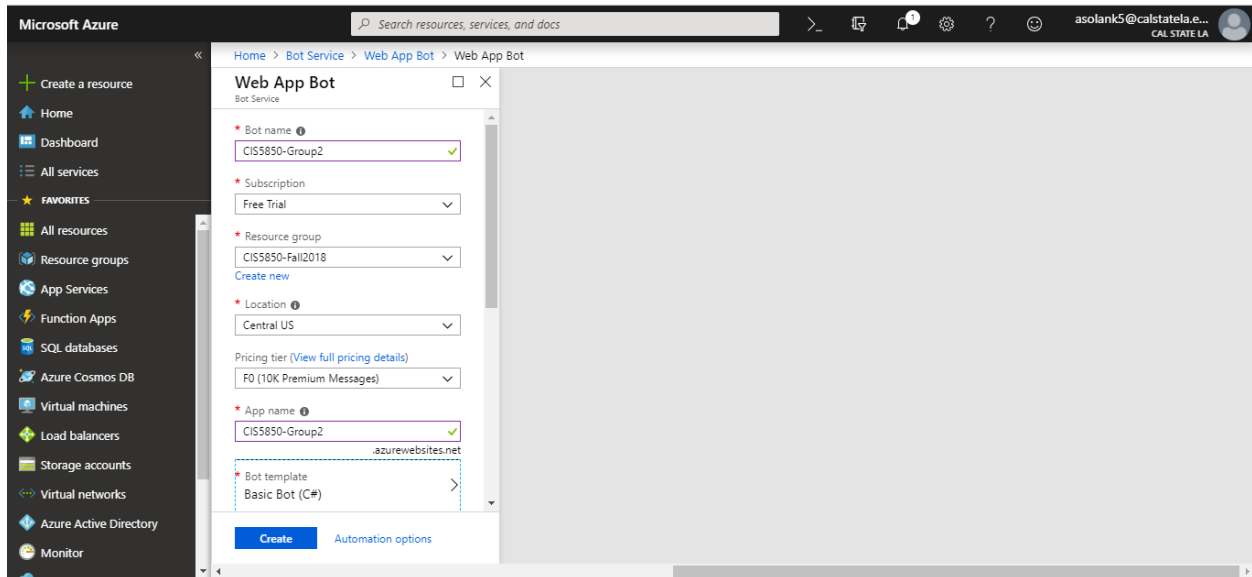 Microsoft Azure
Search resources, services, and docs
1
asolank5@calstatela.e...
CAL STATE LA
Create a resource
Home
Dashboard
All services
FAVORITES
All resources
Resource groups
App Services
Function Apps
SQL databases
Azure Cosmos DB
Virtual machines
Load balancers
Storage accounts
Virtual networks
Azure Active Directory
Monitor
Home > Bot Service > Web App Bot > Web App Bot
Web App Bot
Bot Service
* Bot name
CIS5850-Group2
* Subscription
Free Trial
* Resource group
CIS5850-Fall2018
Create new
* Location
Central US
Pricing tier (View full pricing details)
F0 (10K Premium Messages)
* App name
CIS5850-Group2
.azurewebsites.net
* Bot template
Basic Bot (C#)
Create
Automation options